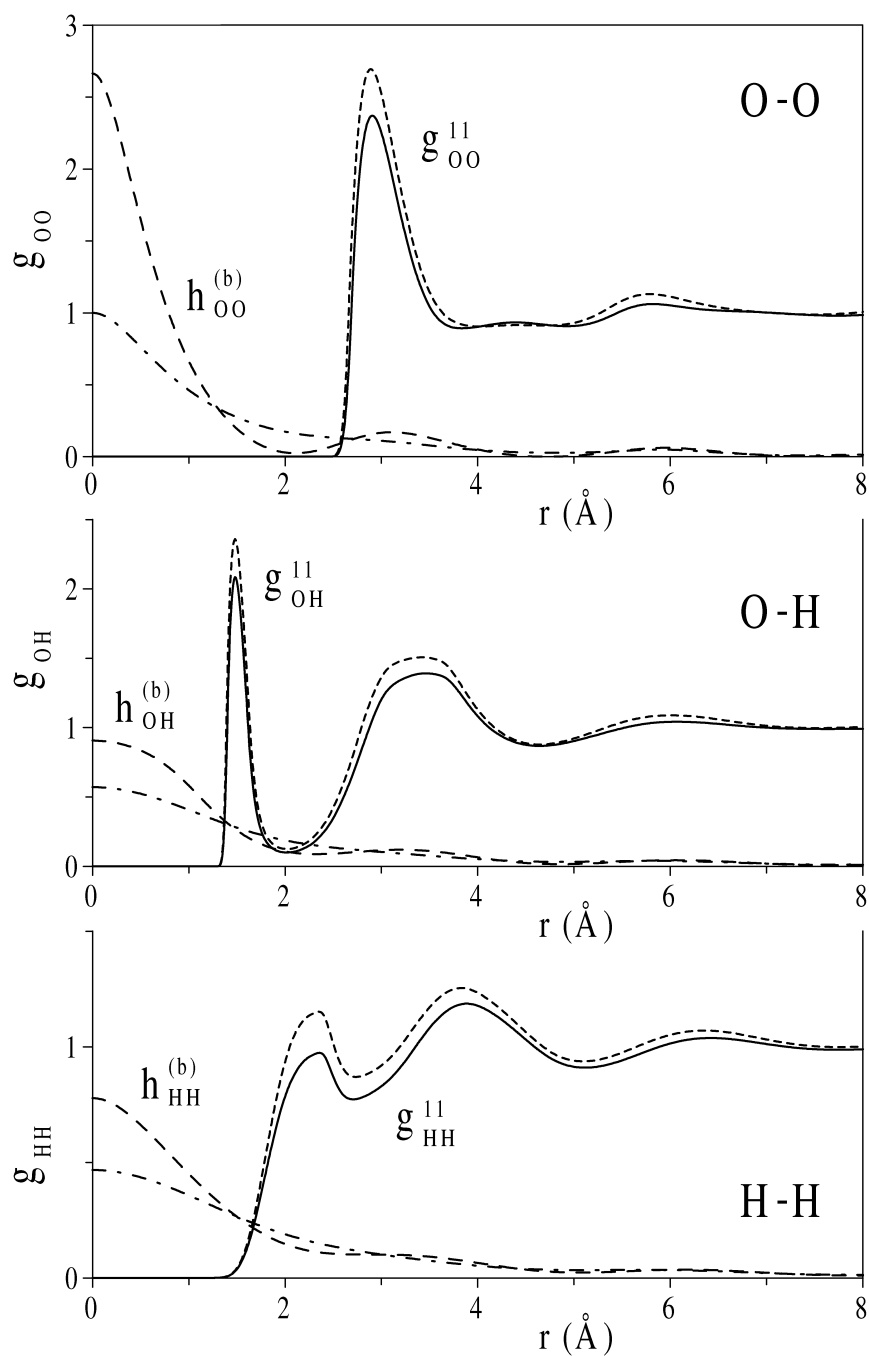 3
O-O
g 11 OO
2
g OO
h (b) OO
1
0
0 2 4 6 8
r (Å)
g 11 OH
2
O-H
g OH
h (b) OH
1
0
0 2 4 6 8
r (Å)
1
h (b) HH
g 11 HH
g HH
H-H
0
0 2 4 6 8
r (Å)